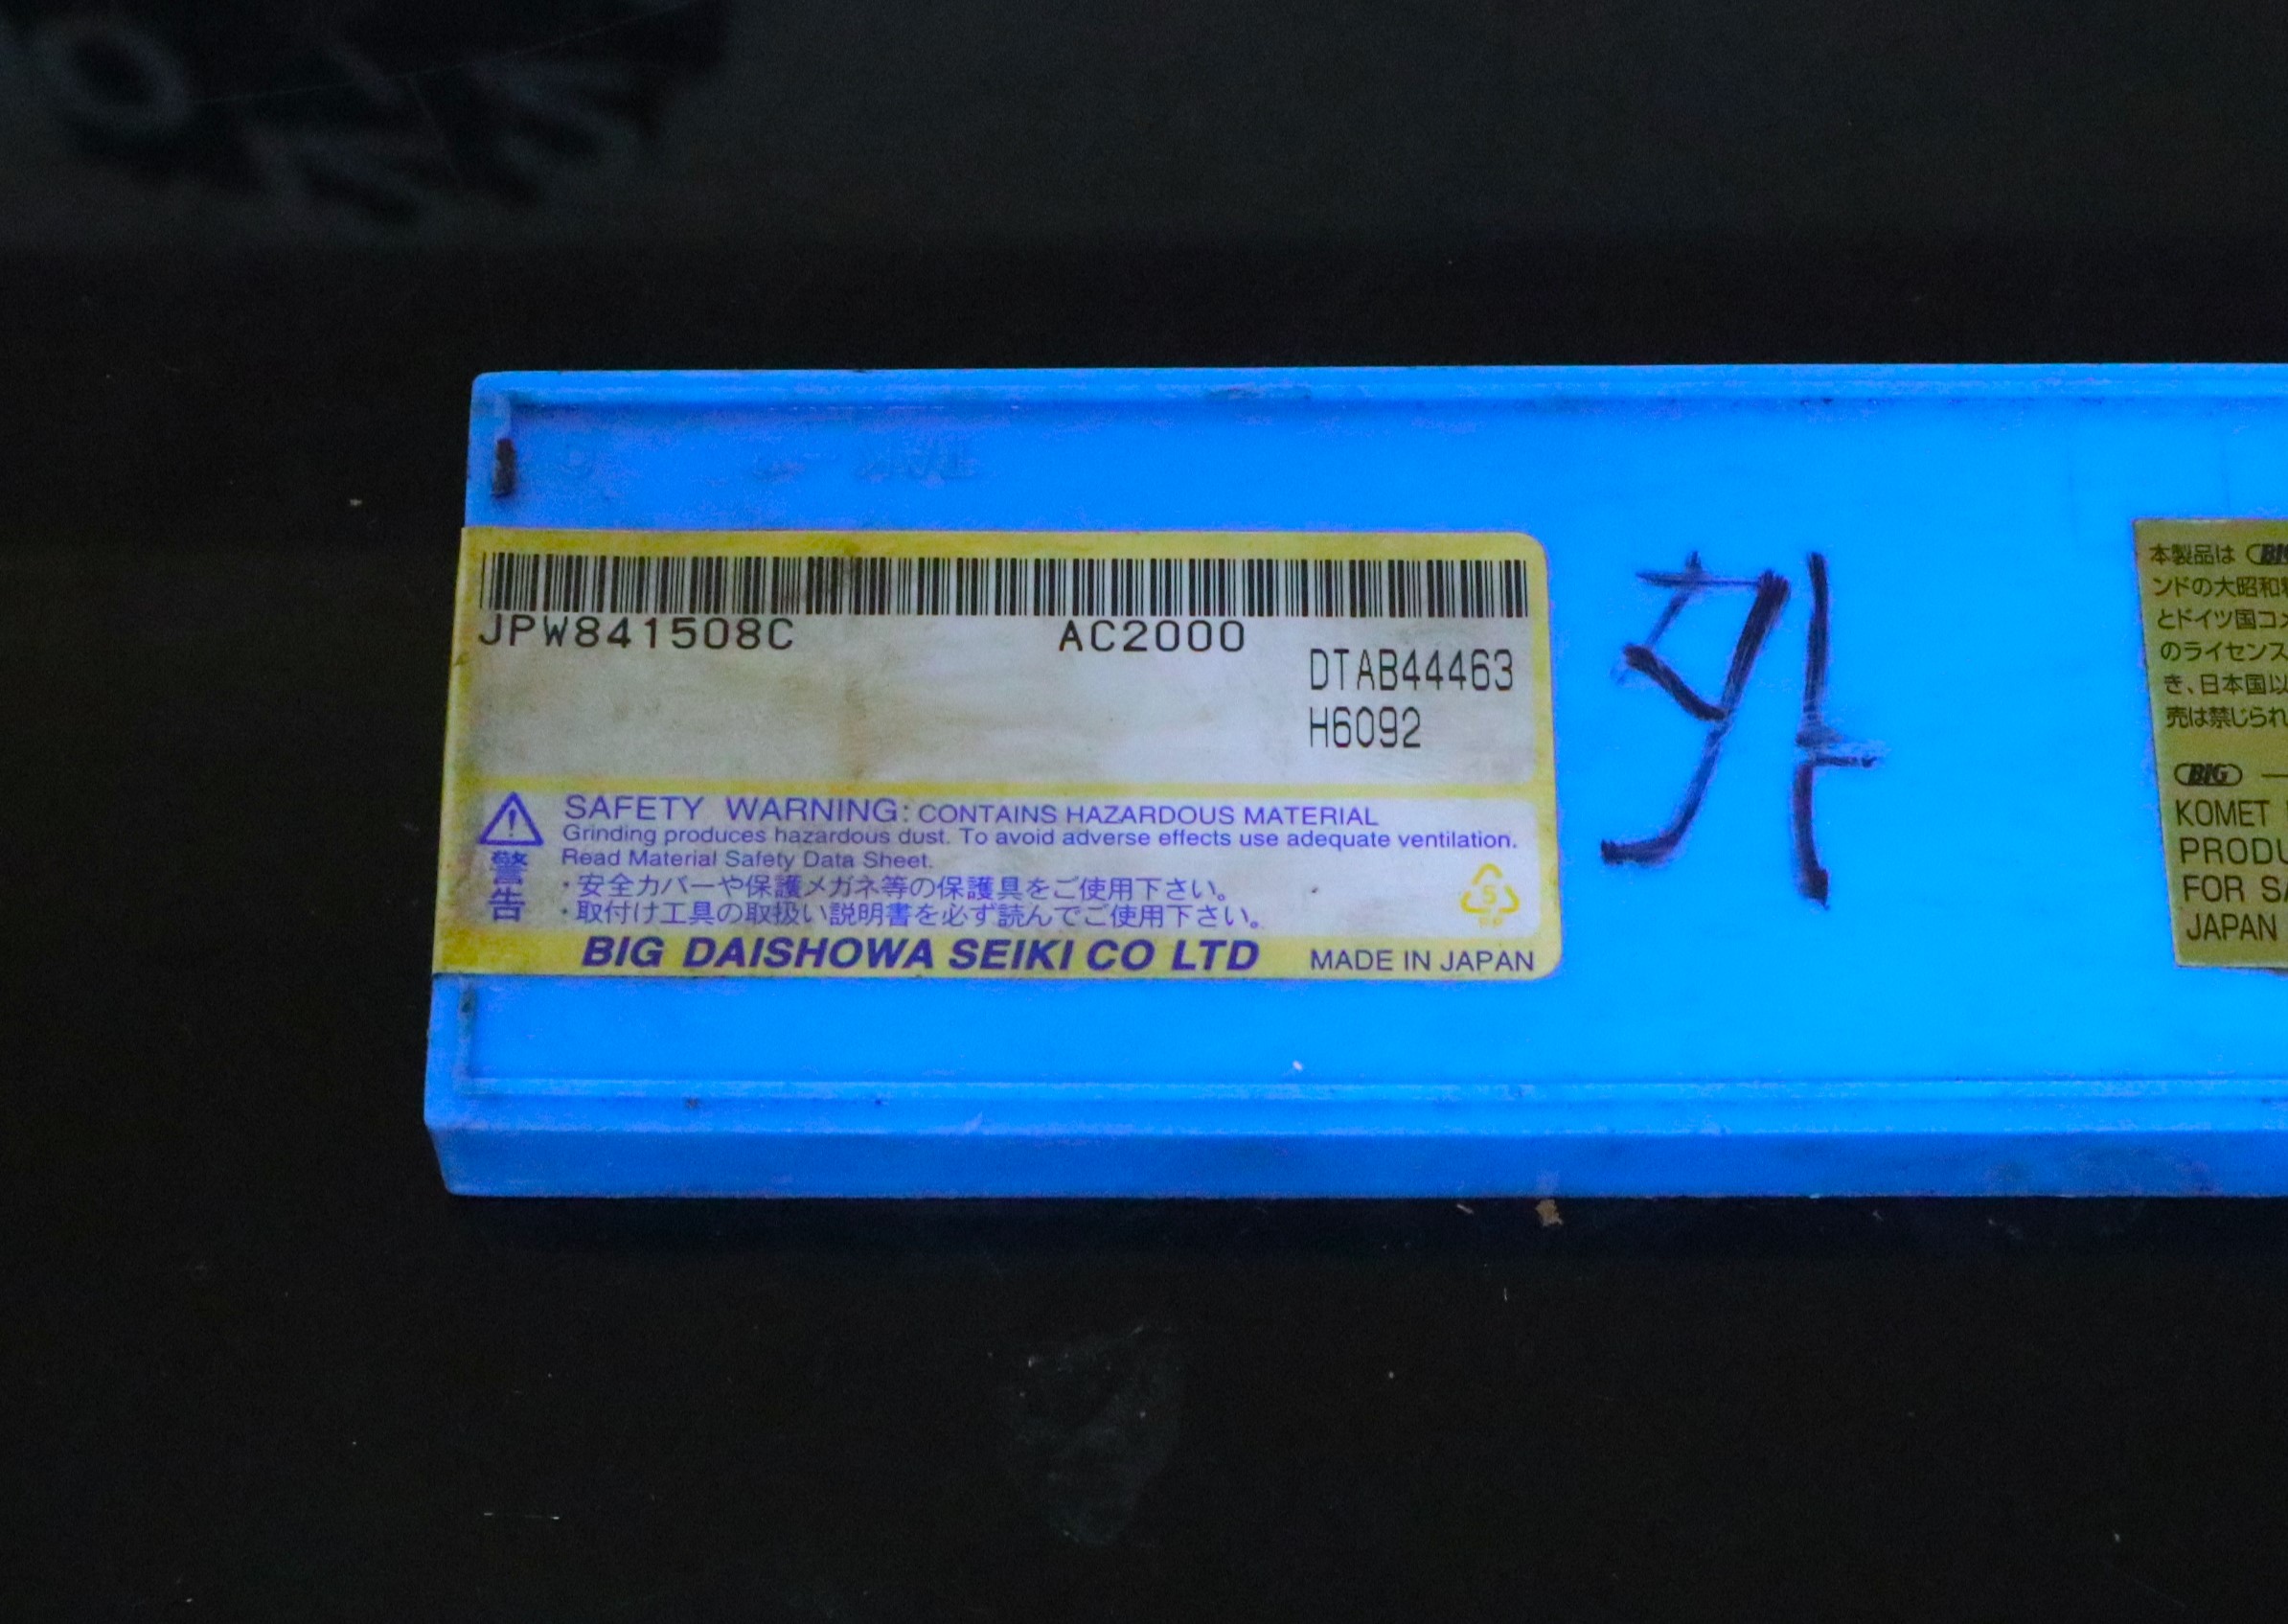 JPW841508C AC2000
DTAB44463
H6092
SAFETY WARNING: CONTAINS HAZARDOUS MATERIAL
Grinding produces hazardous dust. To avoid adverse effects use adequate ventilation.
Read Material Safety Data Sheet.
警告
・安全カバーや保護メガネ等の保護具をご使用下さい。
・取付け工具の取扱い説明書を必ず読んでご使用下さい。
5
BIG DAISHOWA SEIKI CO LTD MADE IN JAPAN
外
本製品は BIG
ンドの大昭和
とドイツ国コメ
のライセンス
き、日本国以
売は禁じられ
BIG
KOMET
PRODU
FOR SA
JAPAN